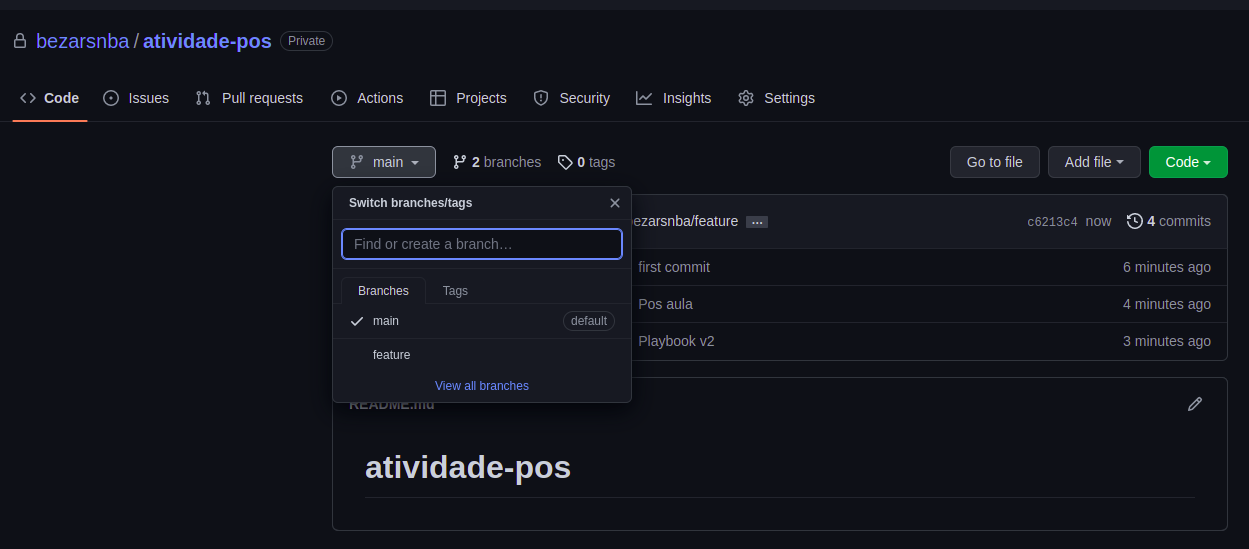 bezarsnba / atividade-pos Private
Code Issues Pull requests Actions Projects Security Insights Settings
main 2 branches 0 tags Go to file Add file Code
Switch branches/tags
ezarsnba/feature ... c6213c4 now 4 commits
Find or create a branch…
first commit 6 minutes ago
Branches Tags
Pos aula 4 minutes ago
main default
Playbook v2 3 minutes ago
feature
View all branches
README.md
atividade-pos